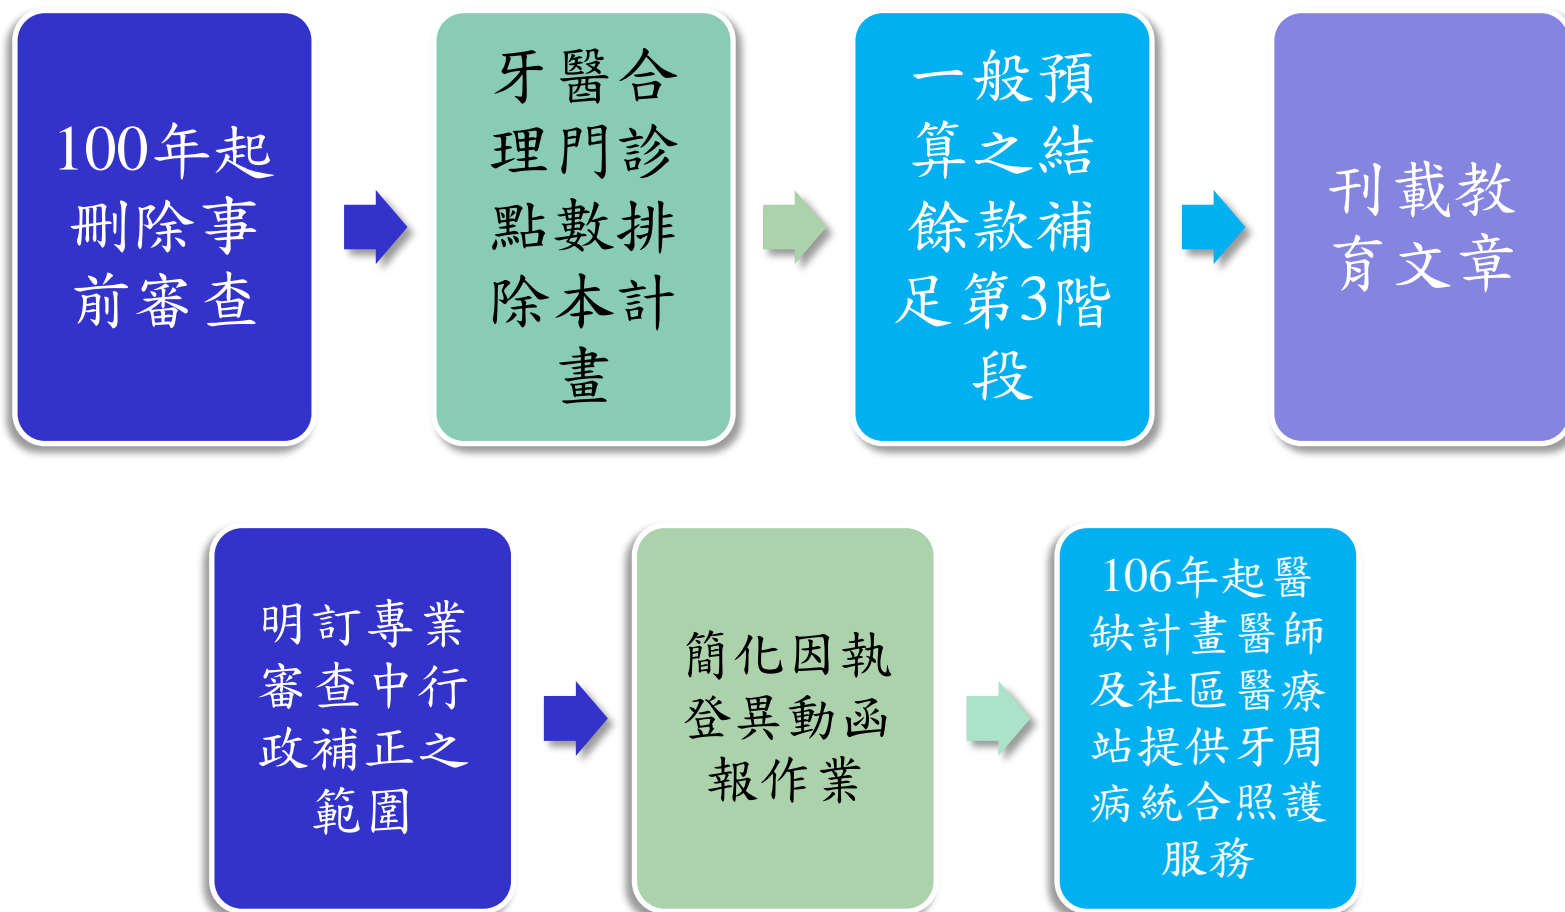 100年起
刪除事
前審查
牙醫合
理門診
點數排
除本計
畫
一般預
算之結
餘款補
足第3階
段
刊載教
育文章
明訂專業
審查中行
政補正之
範圍
簡化因執
登異動函
報作業
106年起醫
缺計畫醫師
及社區醫療
站提供牙周
病統合照護
服務